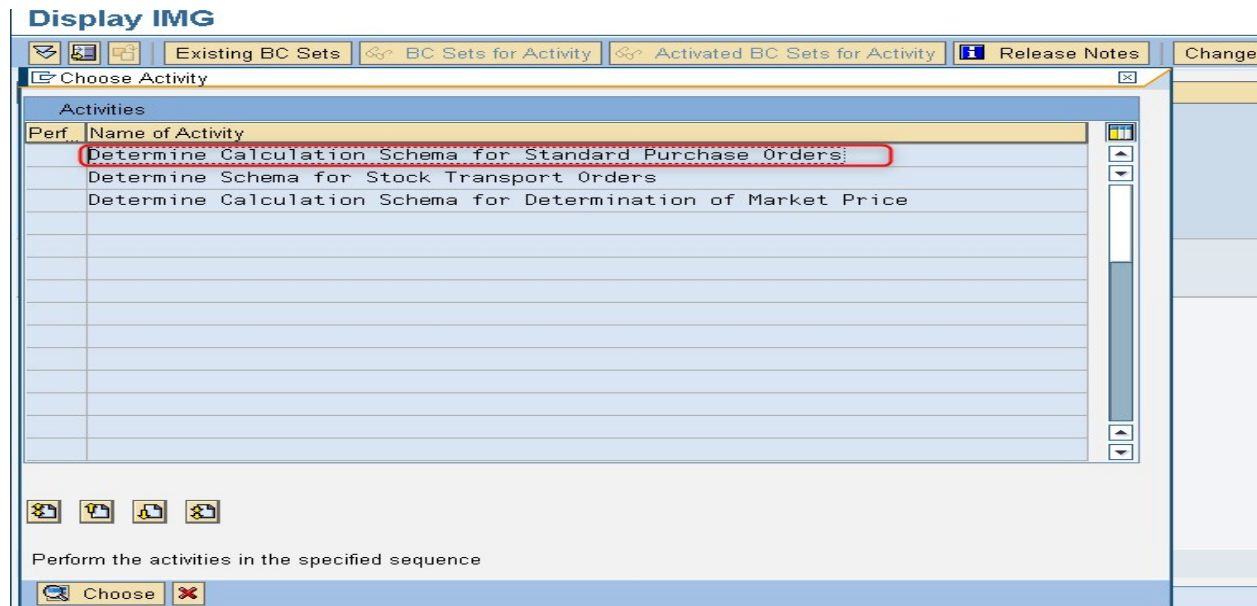 Display IMG
Existing BC Sets BC Sets for Activity Activated BC Sets for Activity Release Notes Change
Choose Activity
Activities
Perf... Name of Activity
Determine Calculation Schema for Standard Purchase Orders
Determine Schema for Stock Transport Orders
Determine Calculation Schema for Determination of Market Price
Perform the activities in the specified sequence
Choose